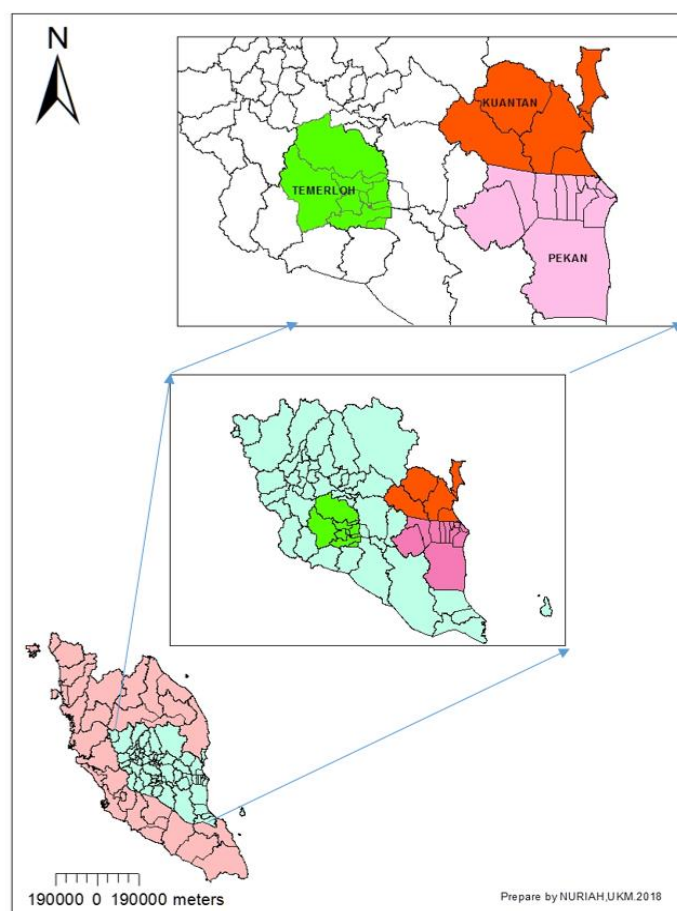 N
KUANTAN
TEMERLOH
PEKAN
190000 0 190000 meters
Prepare by NURIAH,UKM.2018